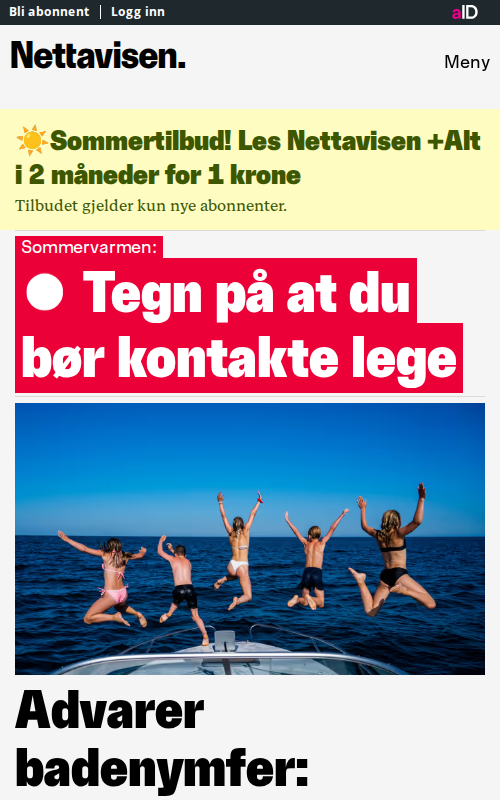 Bli abonnent | Logg inn
aID
Nettavisen.
Meny
☀️Sommertilbud! Les Nettavisen +Alt
i 2 måneder for 1 krone
Tilbudet gjelder kun nye abonnenter.
Sommervarmen:
● Tegn på at du
bør kontakte lege
Advarer
badenymfer: